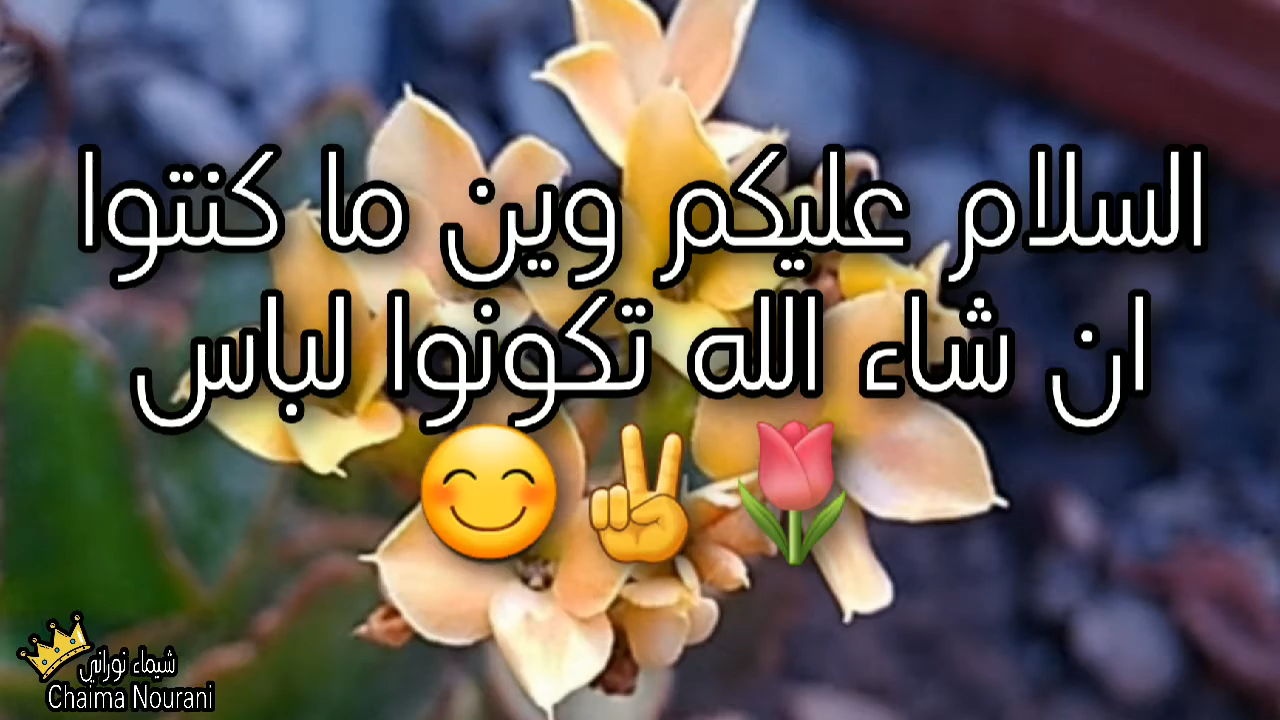 السلام عليكم وين ما كنتوا
ان شاء الله تكونوا لباس
😊✌️🌷
شيماء نوراني
Chaima Nourani